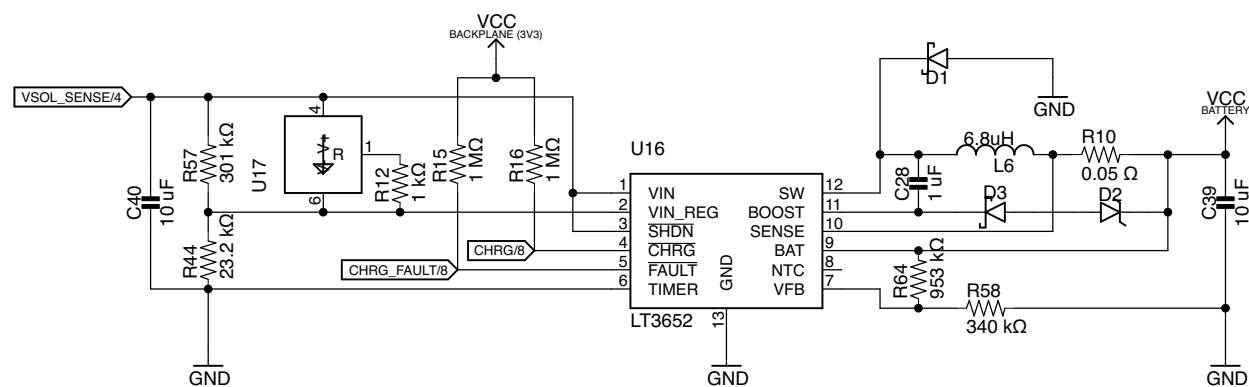 VCC
BACKPLANE (3V3)
VSOL_SENSE/4
R57
301 kΩ
U17
4
V+
R
1
6
R12
1 kΩ
R15
1 MΩ
R16
1 MΩ
C40
10 uF
R44
23.2 kΩ
CHRG/8
CHRG_FAULT/8
GND
U16
1 VIN
2 VIN_REG
3 SHDN
4 CHRG
5 FAULT
6 TIMER
SW 12
BOOST 11
SENSE 10
BAT 9
NTC 8
VFB 7
GND
13
LT3652
GND
D1
GND
6.8uH
L6
R10
0.05 Ω
C28
1 uF
D3
D2
R64
953 kΩ
R58
340 kΩ
VCC
BATTERY
C39
10 uF
GND